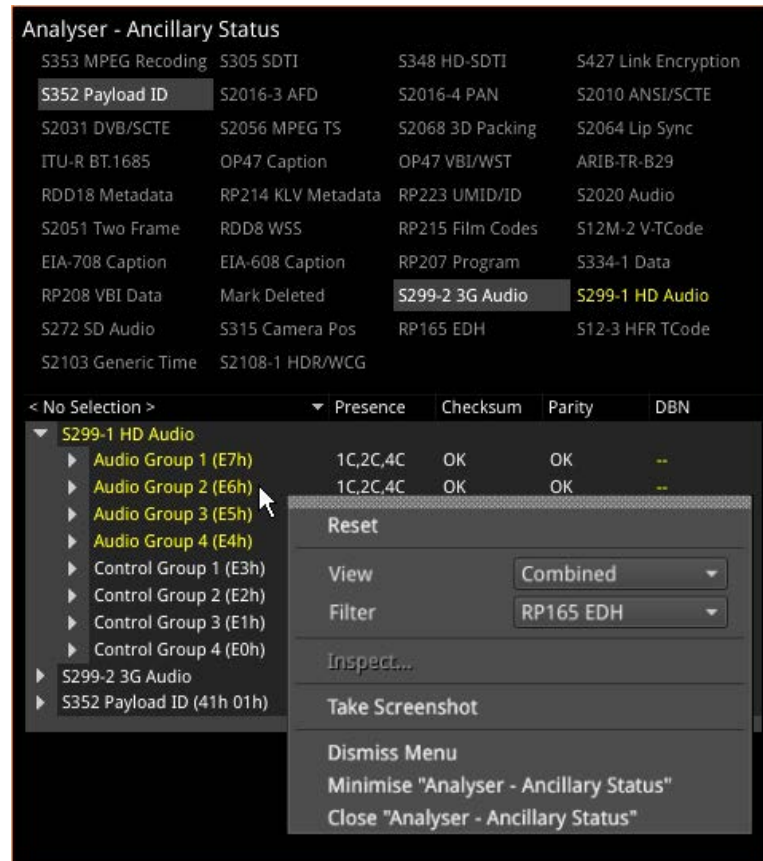 Analyser - Ancillary Status
S353 MPEG Recoding S305 SDTI S348 HD-SDTI S427 Link Encryption
S352 Payload ID S2016-3 AFD S2016-4 PAN S2010 ANSI/SCTE
S2031 DVB/SCTE S2056 MPEG TS S2068 3D Packing S2064 Lip Sync
ITU-R BT.1685 OP47 Caption OP47 VBI/WST ARIB-TR-B29
RDD18 Metadata RP214 KLV Metadata RP223 UMID/ID S2020 Audio
S2051 Two Frame RDD8 WSS RP215 Film Codes S12M-2 V-TCode
EIA-708 Caption EIA-608 Caption RP207 Program S334-1 Data
RP208 VBI Data Mark Deleted S299-2 3G Audio S299-1 HD Audio
S272 SD Audio S315 Camera Pos RP165 EDH S12-3 HFR TCode
S2103 Generic Time S2108-1 HDR/WCG
< No Selection > Presence Checksum Parity DBN
S299-1 HD Audio
Audio Group 1 (E7h) 1C,2C,4C OK OK --
Audio Group 2 (E6h) 1C,2C,4C OK OK --
Audio Group 3 (E5h)
Audio Group 4 (E4h)
Control Group 1 (E3h)
Control Group 2 (E2h)
Control Group 3 (E1h)
Control Group 4 (E0h)
S299-2 3G Audio
S352 Payload ID (41h 01h)
Reset
View Combined
Filter RP165 EDH
Inspect...
Take Screenshot
Dismiss Menu
Minimise "Analyser - Ancillary Status"
Close "Analyser - Ancillary Status"